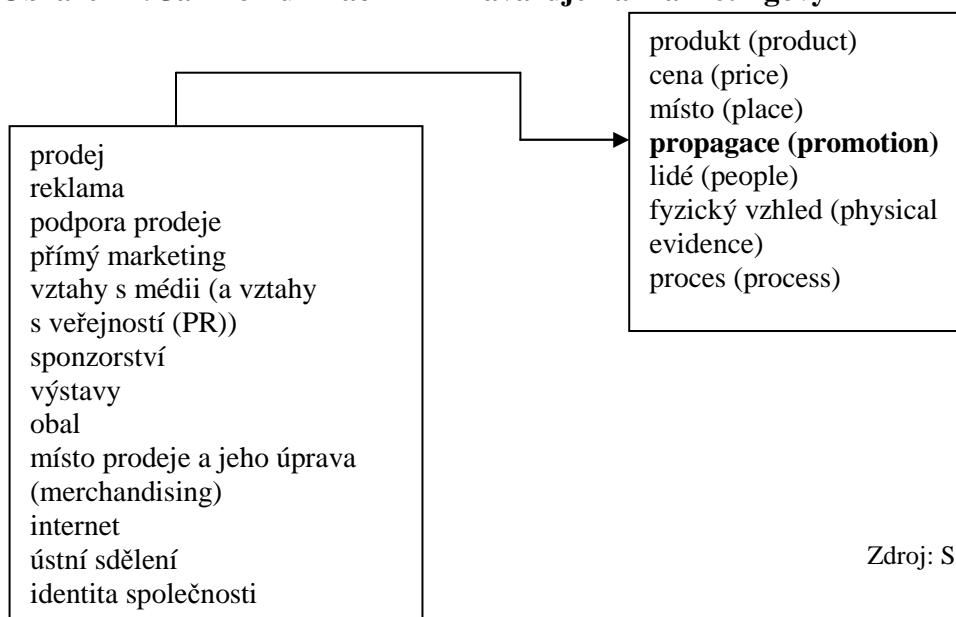 produkt (product)
cena (price)
místo (place)
propagace (promotion)
lidé (people)
fyzický vzhled (physical
evidence)
proces (process)
prodej
reklama
podpora prodeje
přímý marketing
vztahy s médii (a vztahy
s veřejností (PR))
sponzorství
výstavy
obal
místo prodeje a jeho úprava
(merchandising)
internet
ústní sdělení
identita společnosti
Zdroj: S